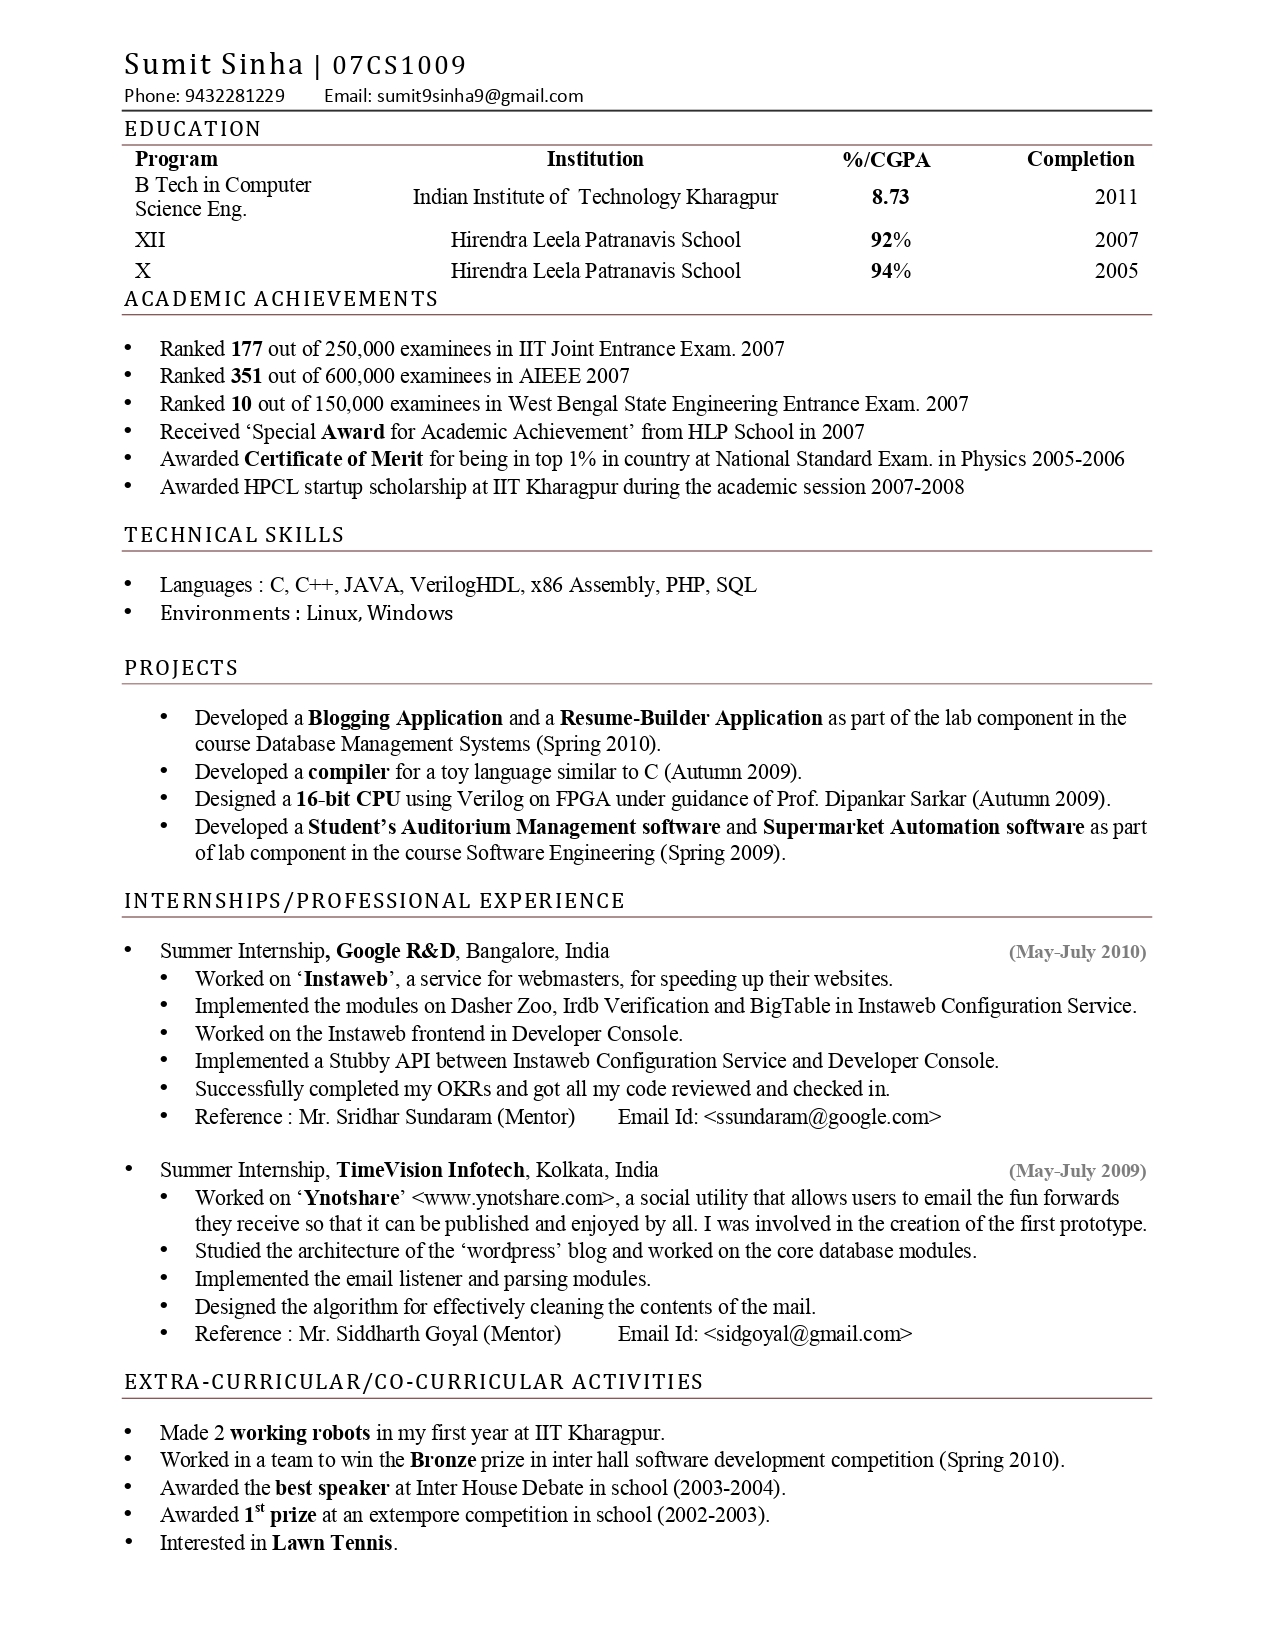 Sumit Sinha | 07CS1009
Phone: 9432281229 Email: sumit9sinha9@gmail.com
EDUCATION
Program Institution %/CGPA Completion
B Tech in Computer
Science Eng. Indian Institute of Technology Kharagpur 8.73 2011
XII Hirendra Leela Patranavis School 92% 2007
X Hirendra Leela Patranavis School 94% 2005
ACADEMIC ACHIEVEMENTS
• Ranked 177 out of 250,000 examinees in IIT Joint Entrance Exam. 2007
• Ranked 351 out of 600,000 examinees in AIEEE 2007
• Ranked 10 out of 150,000 examinees in West Bengal State Engineering Entrance Exam. 2007
• Received ‘Special Award for Academic Achievement’ from HLP School in 2007
• Awarded Certificate of Merit for being in top 1% in country at National Standard Exam. in Physics 2005-2006
• Awarded HPCL startup scholarship at IIT Kharagpur during the academic session 2007-2008
TECHNICAL SKILLS
• Languages : C, C++, JAVA, VerilogHDL, x86 Assembly, PHP, SQL
• Environments : Linux, Windows
PROJECTS
• Developed a Blogging Application and a Resume-Builder Application as part of the lab component in the
course Database Management Systems (Spring 2010).
• Developed a compiler for a toy language similar to C (Autumn 2009).
• Designed a 16-bit CPU using Verilog on FPGA under guidance of Prof. Dipankar Sarkar (Autumn 2009).
• Developed a Student’s Auditorium Management software and Supermarket Automation software as part
of lab component in the course Software Engineering (Spring 2009).
INTERNSHIPS/PROFESSIONAL EXPERIENCE
• Summer Internship, Google R&D, Bangalore, India (May-July 2010)
• Worked on ‘Instaweb’, a service for webmasters, for speeding up their websites.
• Implemented the modules on Dasher Zoo, Irdb Verification and BigTable in Instaweb Configuration Service.
• Worked on the Instaweb frontend in Developer Console.
• Implemented a Stubby API between Instaweb Configuration Service and Developer Console.
• Successfully completed my OKRs and got all my code reviewed and checked in.
• Reference : Mr. Sridhar Sundaram (Mentor) Email Id: <ssundaram@google.com>
• Summer Internship, TimeVision Infotech, Kolkata, India (May-July 2009)
• Worked on ‘Ynotshare’ <www.ynotshare.com>, a social utility that allows users to email the fun forwards
they receive so that it can be published and enjoyed by all. I was involved in the creation of the first prototype.
• Studied the architecture of the ‘wordpress’ blog and worked on the core database modules.
• Implemented the email listener and parsing modules.
• Designed the algorithm for effectively cleaning the contents of the mail.
• Reference : Mr. Siddharth Goyal (Mentor) Email Id: <sidgoyal@gmail.com>
EXTRA-CURRICULAR/CO-CURRICULAR ACTIVITIES
• Made 2 working robots in my first year at IIT Kharagpur.
• Worked in a team to win the Bronze prize in inter hall software development competition (Spring 2010).
• Awarded the best speaker at Inter House Debate in school (2003-2004).
• Awarded 1st prize at an extempore competition in school (2002-2003).
• Interested in Lawn Tennis.